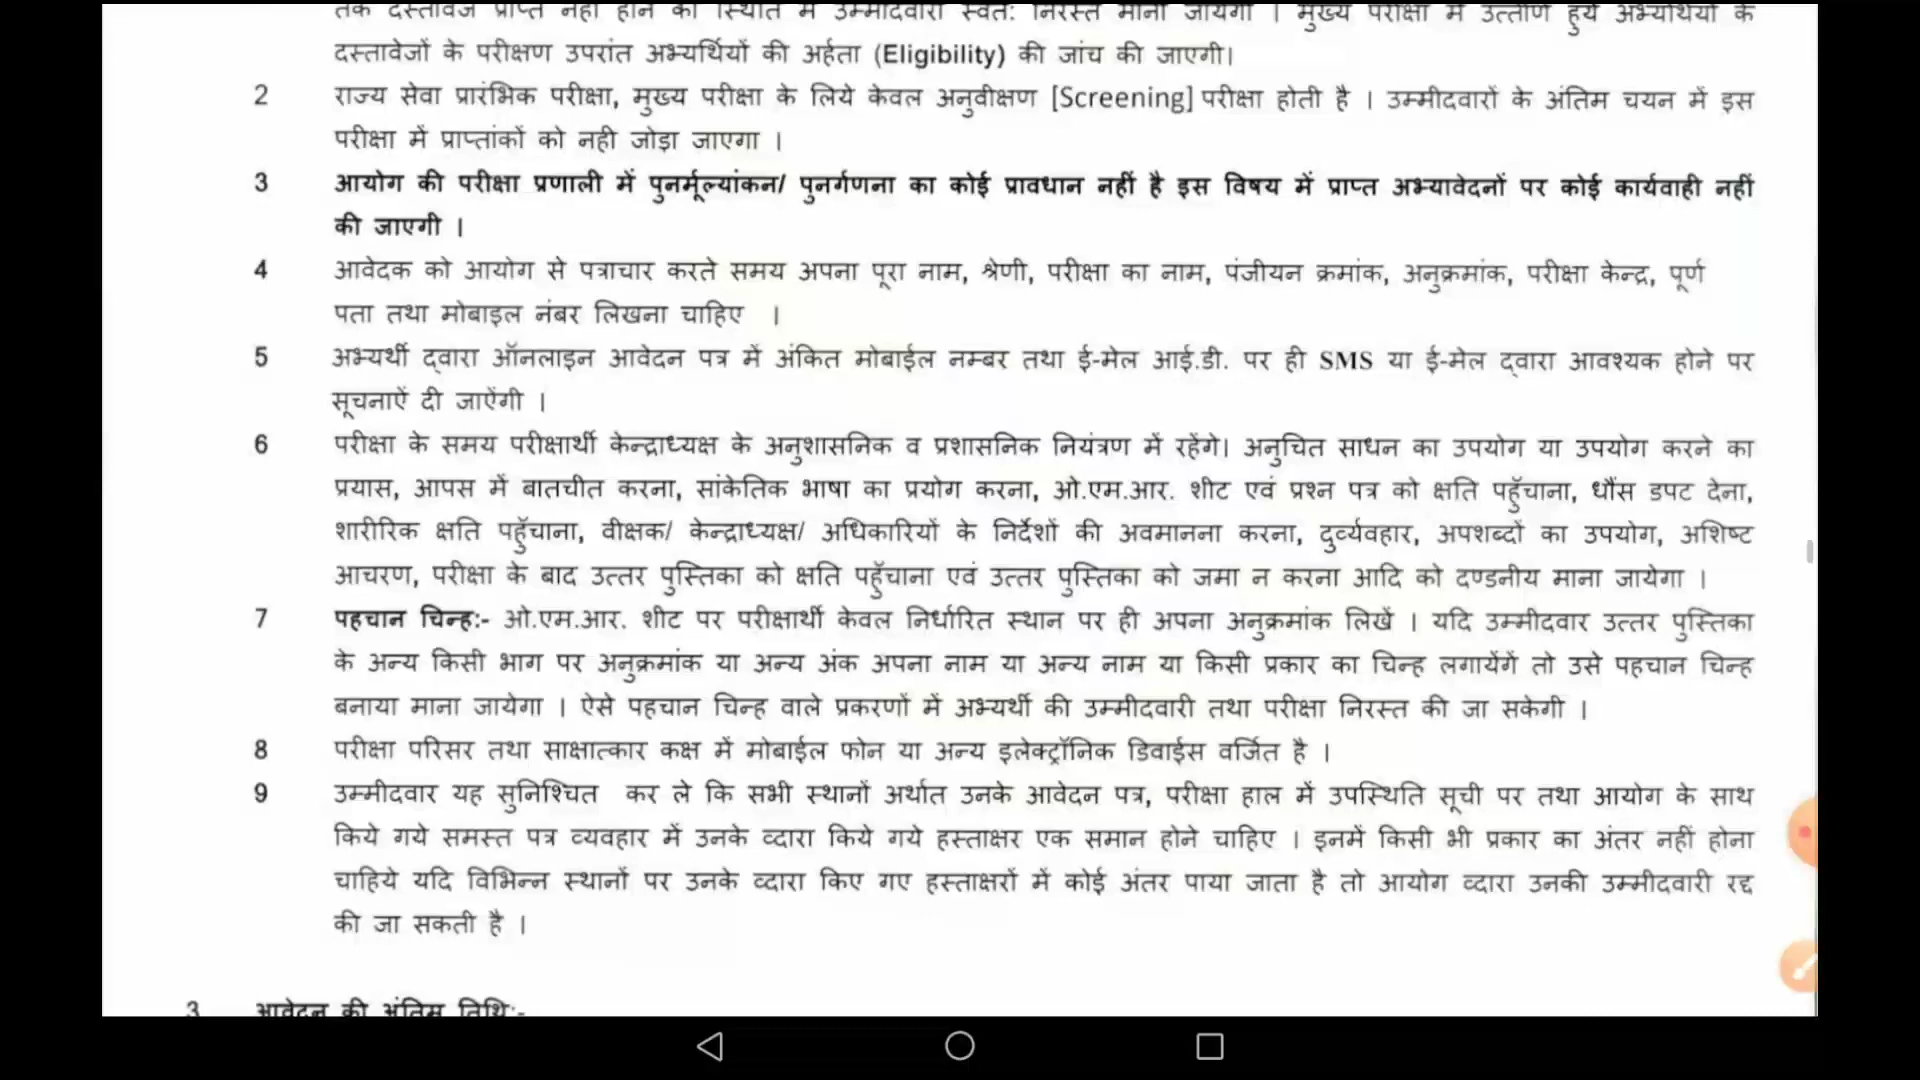 तक दस्तावेज प्राप्त नहीं होने की स्थिति में उम्मीदवारी स्वत: निरस्त मानी जायेगी । मुख्य परीक्षा में उत्तीर्ण हुये अभ्यर्थियों के
दस्तावेजों के परीक्षण उपरांत अभ्यर्थियों की अर्हता (Eligibility) की जांच की जाएगी।
2 राज्य सेवा प्रारंभिक परीक्षा, मुख्य परीक्षा के लिये केवल अनुवीक्षण [Screening] परीक्षा होती है । उम्मीदवारों के अंतिम चयन में इस
परीक्षा में प्राप्तांकों को नही जोड़ा जाएगा ।
3 आयोग की परीक्षा प्रणाली में पुनर्मूल्यांकन/ पुनर्गणना का कोई प्रावधान नहीं है इस विषय में प्राप्त अभ्यावेदनों पर कोई कार्यवाही नहीं
की जाएगी ।
4 आवेदक को आयोग से पत्राचार करते समय अपना पूरा नाम, श्रेणी, परीक्षा का नाम, पंजीयन क्रमांक, अनुक्रमांक, परीक्षा केन्द्र, पूर्ण
पता तथा मोबाइल नंबर लिखना चाहिए ।
5 अभ्यर्थी द्वारा ऑनलाइन आवेदन पत्र में अंकित मोबाईल नम्बर तथा ई-मेल आई.डी. पर ही SMS या ई-मेल द्वारा आवश्यक होने पर
सूचनाऐं दी जाऐंगी ।
6 परीक्षा के समय परीक्षार्थी केन्द्राध्यक्ष के अनुशासनिक व प्रशासनिक नियंत्रण में रहेंगे। अनुचित साधन का उपयोग या उपयोग करने का
प्रयास, आपस में बातचीत करना, सांकेतिक भाषा का प्रयोग करना, ओ.एम.आर. शीट एवं प्रश्न पत्र को क्षति पहुँचाना, धौंस डपट देना,
शारीरिक क्षति पहुँचाना, वीक्षक/ केन्द्राध्यक्ष/ अधिकारियों के निर्देशों की अवमानना करना, दुर्व्यवहार, अपशब्दों का उपयोग, अशिष्ट
आचरण, परीक्षा के बाद उत्तर पुस्तिका को क्षति पहुँचाना एवं उत्तर पुस्तिका को जमा न करना आदि को दण्डनीय माना जायेगा ।
7 पहचान चिन्ह:- ओ.एम.आर. शीट पर परीक्षार्थी केवल निर्धारित स्थान पर ही अपना अनुक्रमांक लिखें । यदि उम्मीदवार उत्तर पुस्तिका
के अन्य किसी भाग पर अनुक्रमांक या अन्य अंक अपना नाम या अन्य नाम या किसी प्रकार का चिन्ह लगायेंगें तो उसे पहचान चिन्ह
बनाया माना जायेगा । ऐसे पहचान चिन्ह वाले प्रकरणों में अभ्यर्थी की उम्मीदवारी तथा परीक्षा निरस्त की जा सकेगी ।
8 परीक्षा परिसर तथा साक्षात्कार कक्ष में मोबाईल फोन या अन्य इलेक्ट्रॉनिक डिवाईस वर्जित है ।
9 उम्मीदवार यह सुनिश्चित कर ले कि सभी स्थानों अर्थात उनके आवेदन पत्र, परीक्षा हाल में उपस्थिति सूची पर तथा आयोग के साथ
किये गये समस्त पत्र व्यवहार में उनके व्दारा किये गये हस्ताक्षर एक समान होने चाहिए । इनमें किसी भी प्रकार का अंतर नहीं होना
चाहिये यदि विभिन्न स्थानों पर उनके व्दारा किए गए हस्ताक्षरों में कोई अंतर पाया जाता है तो आयोग व्दारा उनकी उम्मीदवारी रद्द
की जा सकती है ।
3 आवेदन की अंतिम तिथि:-